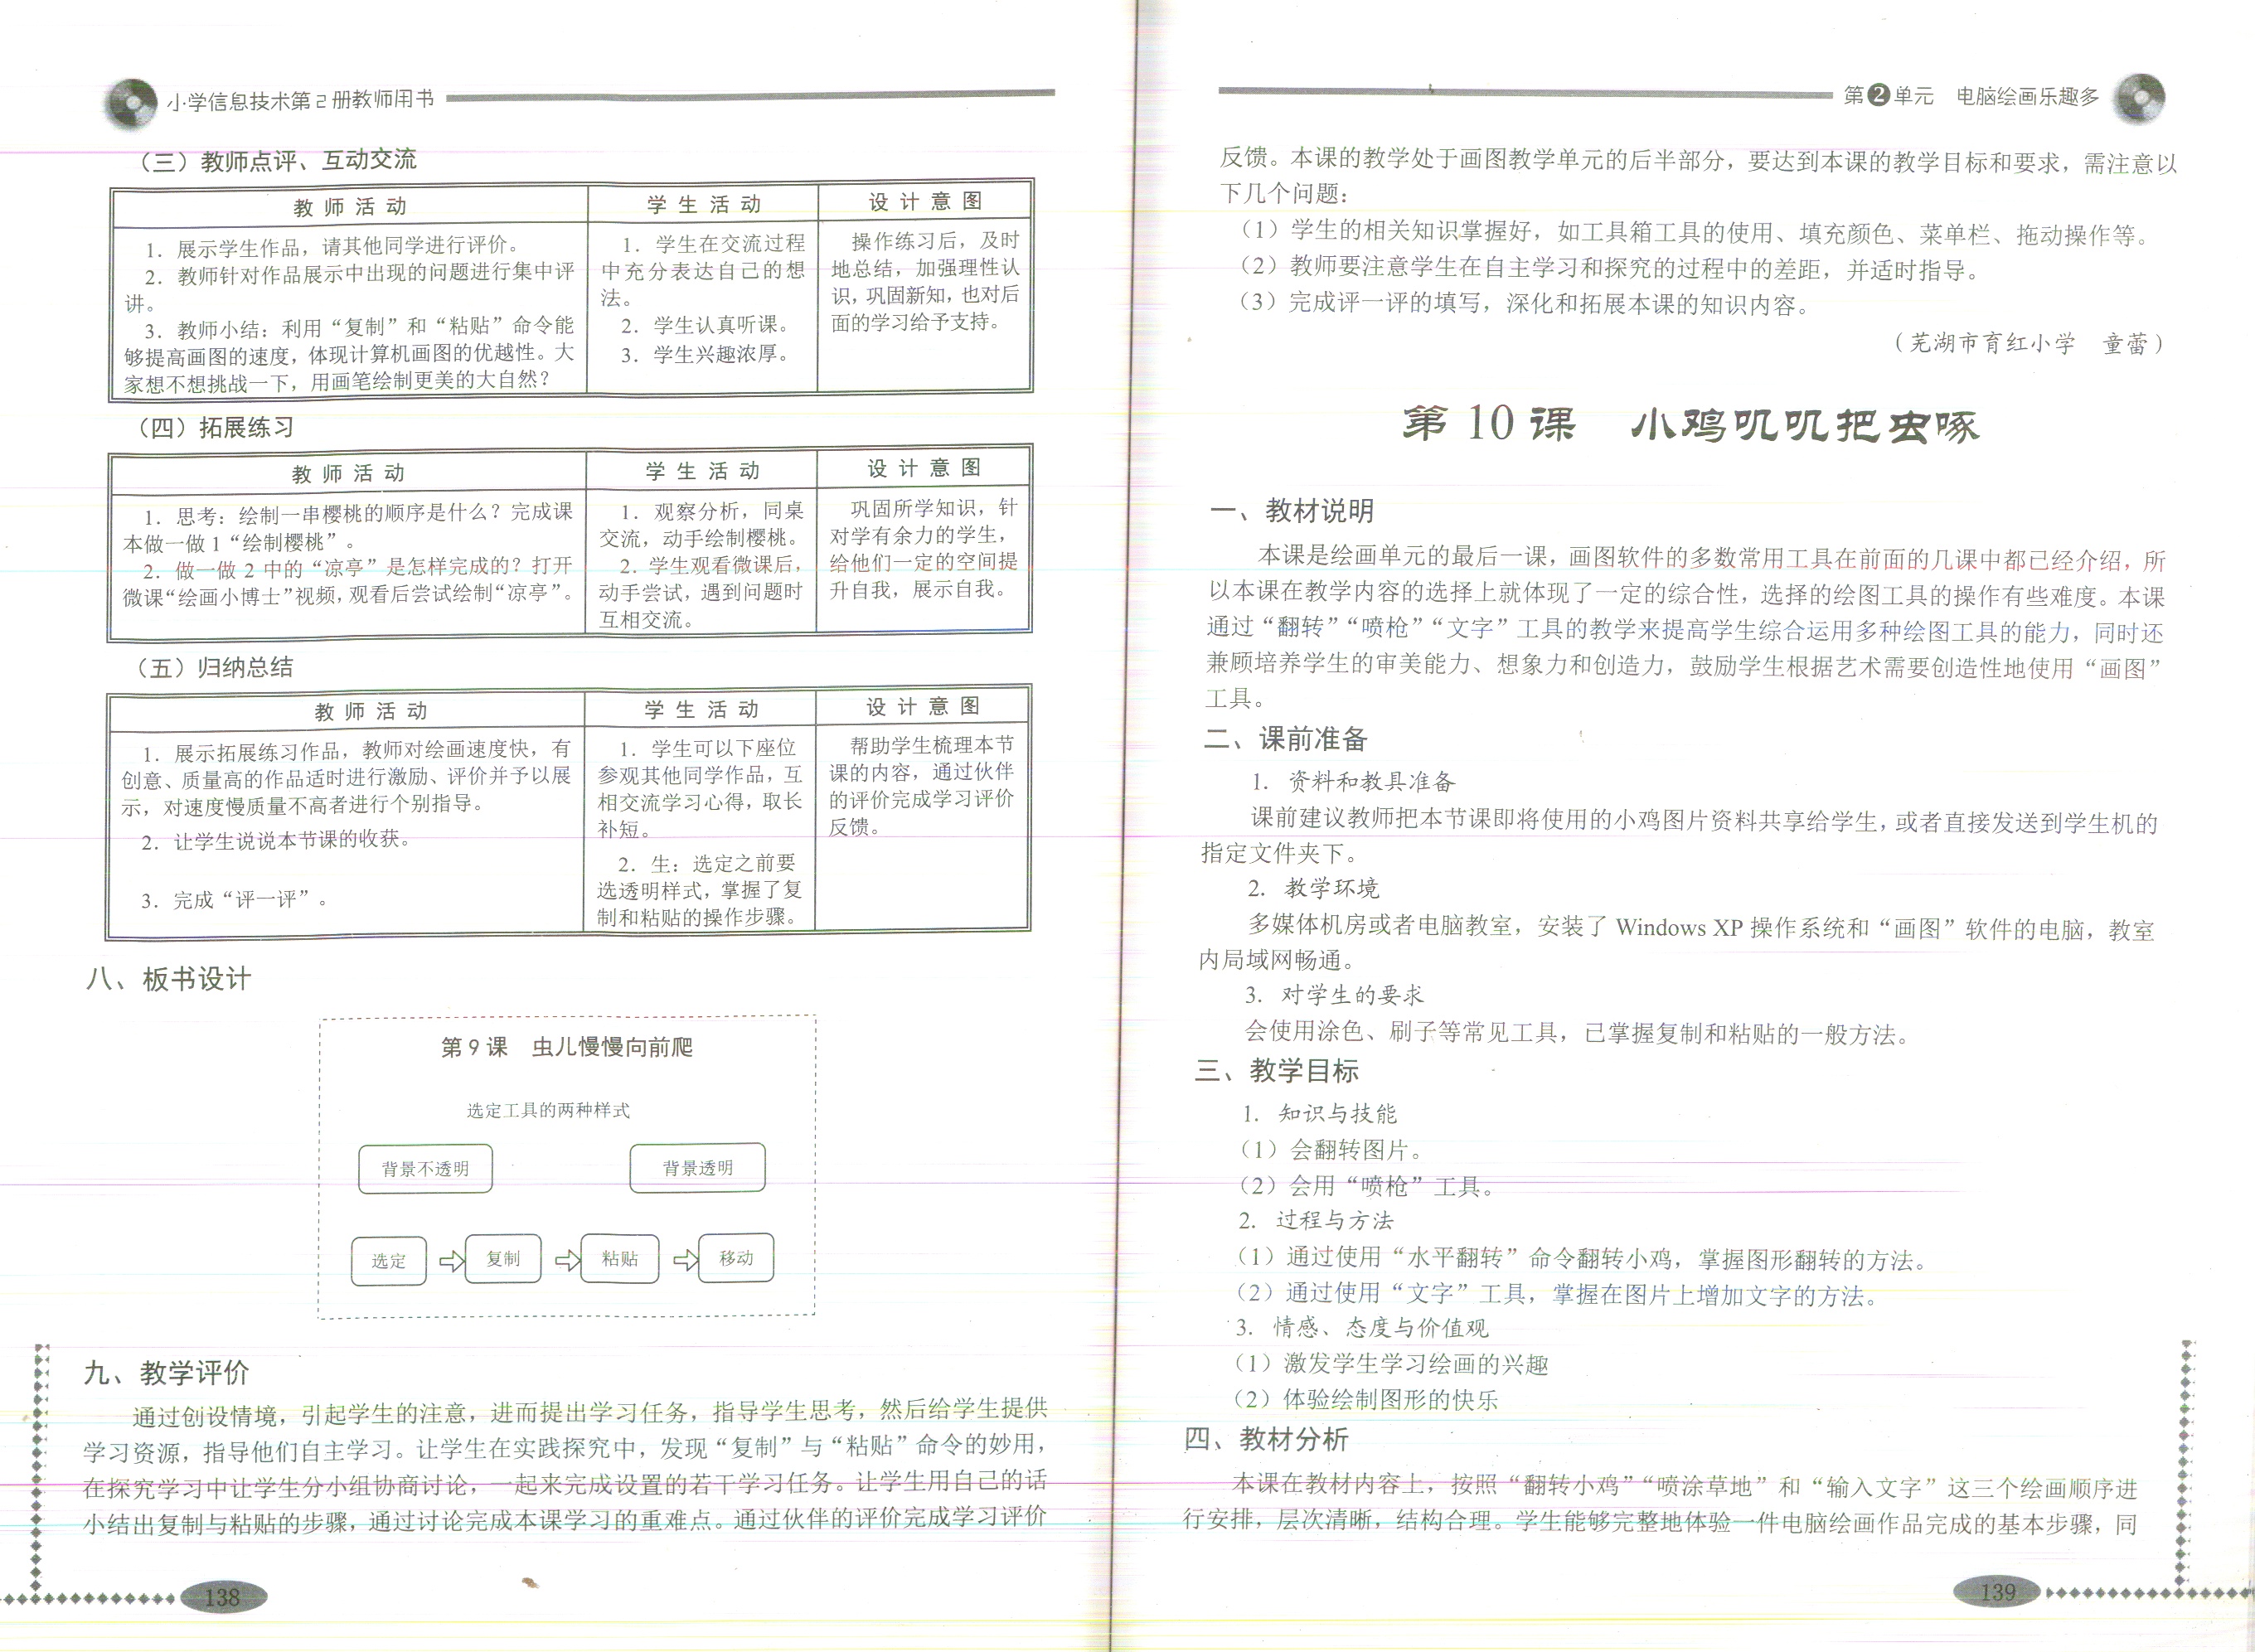 小学信息技术第2册教师用书
（三）教师点评、互动交流
教 师 活 动
学 生 活 动
设 计 意 图
1. 展示学生作品，请其他同学进行评价。
2. 教师针对作品展示中出现的问题进行集中评
讲。
3. 教师小结：利用“复制”和“粘贴”命令能
够提高画图的速度，体现计算机画图的优越性。大
家想不想挑战一下，用画笔绘制更美的大自然？
1. 学生在交流过程
中充分表达自己的想
法。
2. 学生认真听课。
3. 学生兴趣浓厚。
操作练习后，及时
地总结，加强理性认
识，巩固新知，也对后
面的学习给予支持。
（四）拓展练习
教 师 活 动
学 生 活 动
设 计 意 图
1. 思考：绘制一串樱桃的顺序是什么？完成课
本做一做1“绘制樱桃”。
2. 做一做2中的“凉亭”是怎样完成的？打开
微课“绘画小博士”视频，观看后尝试绘制“凉亭”。
1. 观察分析，同桌
交流，动手绘制樱桃。
2. 学生观看微课后，
动手尝试，遇到问题时
互相交流。
巩固所学知识，针
对学有余力的学生，
给他们一定的空间提
升自我，展示自我。
（五）归纳总结
教 师 活 动
学 生 活 动
设 计 意 图
1. 展示拓展练习作品，教师对绘画速度快，有
创意、质量高的作品适时进行激励、评价并予以展
示，对速度慢质量不高者进行个别指导。
2. 让学生说说本节课的收获。
3. 完成“评一评”。
1. 学生可以下座位
参观其他同学作品，互
相交流学习心得，取长
补短。
2. 生：选定之前要
选透明样式，掌握了复
制和粘贴的操作步骤。
帮助学生梳理本节
课的内容，通过伙伴
的评价完成学习评价
反馈。
八、板书设计
第9课 虫儿慢慢向前爬
选定工具的两种样式
背景不透明
背景透明
选定
复制
粘贴
移动
九、教学评价
通过创设情境，引起学生的注意，进而提出学习任务，指导学生思考，然后给学生提供
学习资源，指导他们自主学习。让学生在实践探究中，发现“复制”与“粘贴”命令的妙用，
在探究学习中让学生分小组协商讨论，一起来完成设置的若干学习任务。让学生用自己的话
小结出复制与粘贴的步骤，通过讨论完成本课学习的重难点。通过伙伴的评价完成学习评价
138
第2单元 电脑绘画乐趣多
反馈。本课的教学处于画图教学单元的后半部分，要达到本课的教学目标和要求，需注意以
下几个问题：
（1）学生的相关知识掌握好，如工具箱工具的使用、填充颜色、菜单栏、拖动操作等。
（2）教师要注意学生在自主学习和探究的过程中的差距，并适时指导。
（3）完成评一评的填写，深化和拓展本课的知识内容。
（芜湖市育红小学 童蕾）
第10课 小鸡叽叽把虫啄
一、教材说明
本课是绘画单元的最后一课，画图软件的多数常用工具在前面的几课中都已经介绍，所
以本课在教学内容的选择上就体现了一定的综合性，选择的绘图工具的操作有些难度。本课
通过“翻转”“喷枪”“文字”工具的教学来提高学生综合运用多种绘图工具的能力，同时还
兼顾培养学生的审美能力、想象力和创造力，鼓励学生根据艺术需要创造性地使用“画图”
工具。
二、课前准备
1. 资料和教具准备
课前建议教师把本节课即将使用的小鸡图片资料共享给学生，或者直接发送到学生机的
指定文件夹下。
2. 教学环境
多媒体机房或者电脑教室，安装了 Windows XP 操作系统和“画图”软件的电脑，教室
内局域网畅通。
3. 对学生的要求
会使用涂色、刷子等常见工具，已掌握复制和粘贴的一般方法。
三、教学目标
1. 知识与技能
（1）会翻转图片。
（2）会用“喷枪”工具。
2. 过程与方法
（1）通过使用“水平翻转”命令翻转小鸡，掌握图形翻转的方法。
（2）通过使用“文字”工具，掌握在图片上增加文字的方法。
3. 情感、态度与价值观
（1）激发学生学习绘画的兴趣
（2）体验绘制图形的快乐
四、教材分析
本课在教材内容上，按照“翻转小鸡”“喷涂草地”和“输入文字”这三个绘画顺序进
行安排，层次清晰，结构合理。学生能够完整地体验一件电脑绘画作品完成的基本步骤，同
139